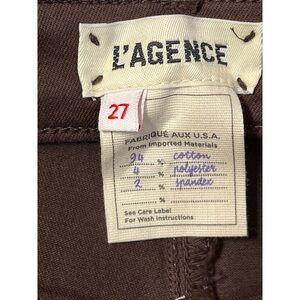 L'AGENCE
27
FABRIQUÉ AUX U.S.A.
From Imported Materials
94 % cotton
4 % polyester
2 % spandex
%
See Care Label
For Wash Instructions